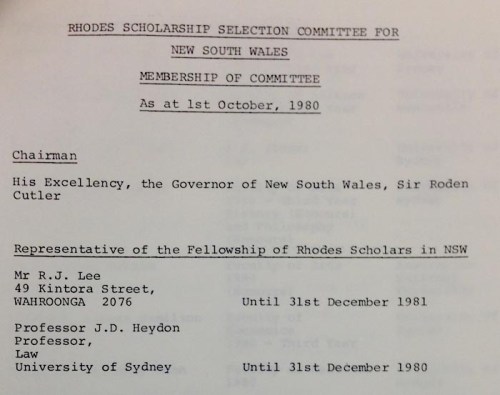 RHODES SCHOLARSHIP SELECTION COMMITTEE FOR
NEW SOUTH WALES
MEMBERSHIP OF COMMITTEE
As at 1st October, 1980
Chairman
His Excellency, the Governor of New South Wales, Sir Roden
Cutler
Representative of the Fellowship of Rhodes Scholars in NSW
Mr R.J. Lee
49 Kintora Street,
WAHROONGA 2076 Until 31st December 1981
Professor J.D. Heydon
Professor,
Law
University of Sydney Until 31st December 1980